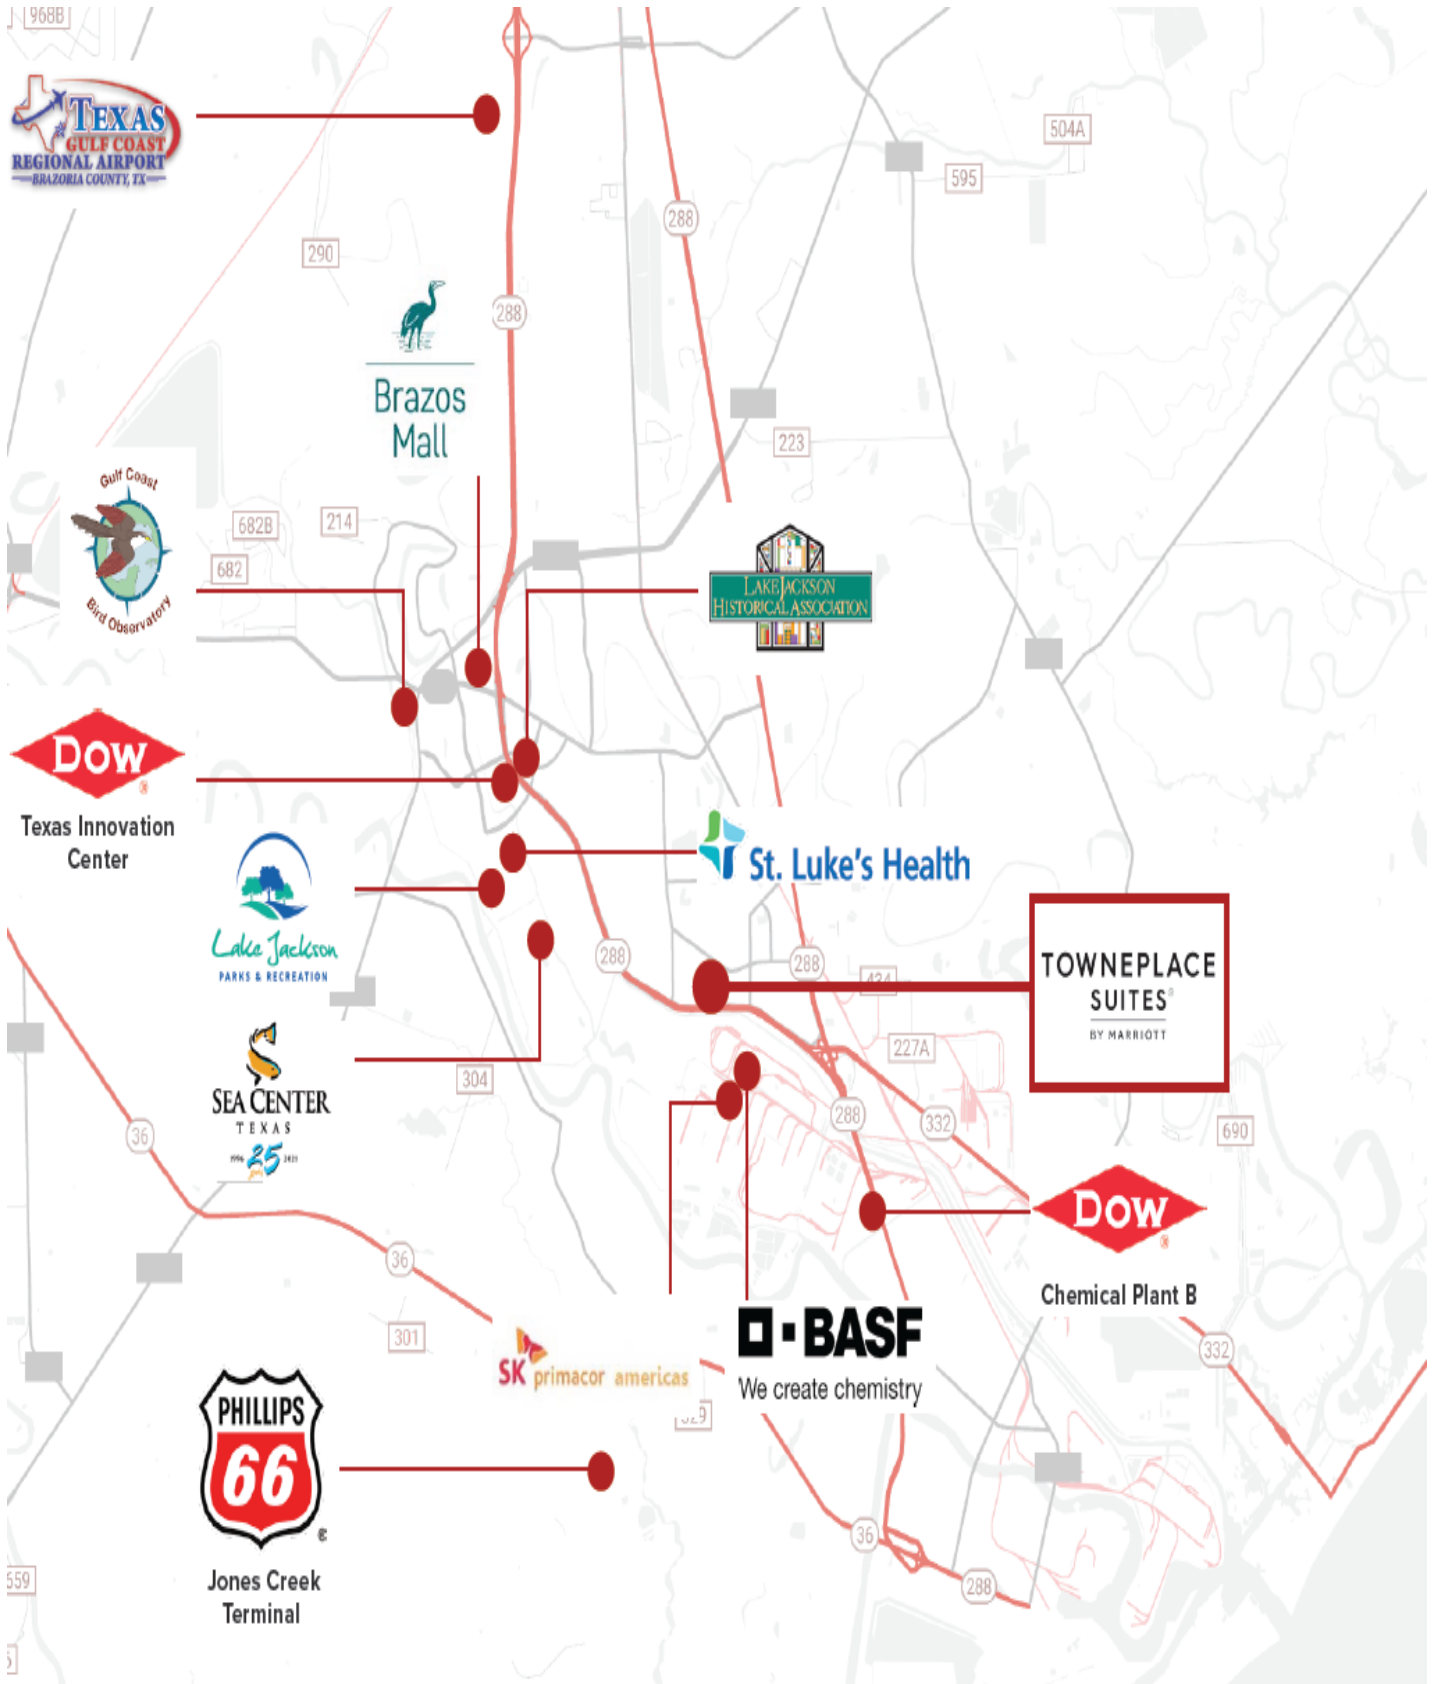 968B
TEXAS
GULF COAST
REGIONAL AIRPORT
BRAZORIA COUNTY, TX
504A
595
288
290
288
Brazos
Mall
223
Gulf Coast
Bird Observatory
682B
214
682
LAKE JACKSON
HISTORICAL ASSOCIATION
DOW
®
Texas Innovation
Center
St. Luke's Health
Lake Jackson
PARKS & RECREATION
288
288
434
TOWNEPLACE
SUITES®
BY MARRIOTT
SEA CENTER
TEXAS
1996 25 2021
304
227A
36
288
332
690
DOW
®
Chemical Plant B
36
301
332
SK primacor americas
BASF
We create chemistry
PHILLIPS
66
®
Jones Creek
Terminal
36
288